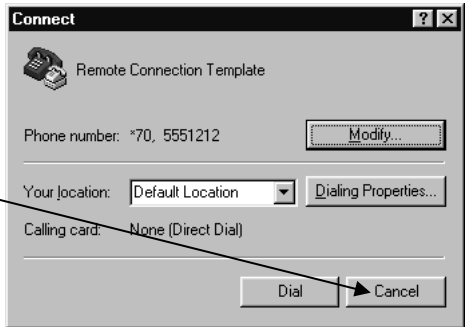 Connect
Remote Connection Template
Phone number: *70, 5551212 Modify...
Your location: Default Location Dialing Properties...
Calling card: None (Direct Dial)
Dial Cancel